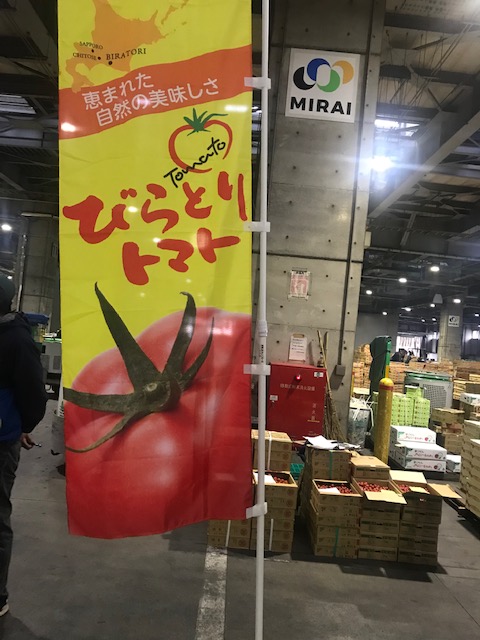 SAPPORO
CHITOSE
BIRATORI
恵まれた
自然の美味しさ
Tomato
びらとり
トマト
MIRAI